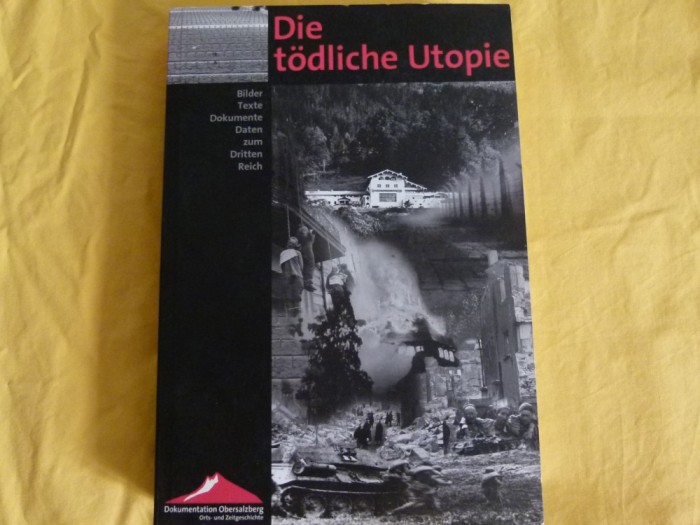 Die
tödliche Utopie
Bilder
Texte
Dokumente
Daten
zum
Dritten
Reich
Dokumentation Obersalzberg
Orts- und Zeitgeschichte